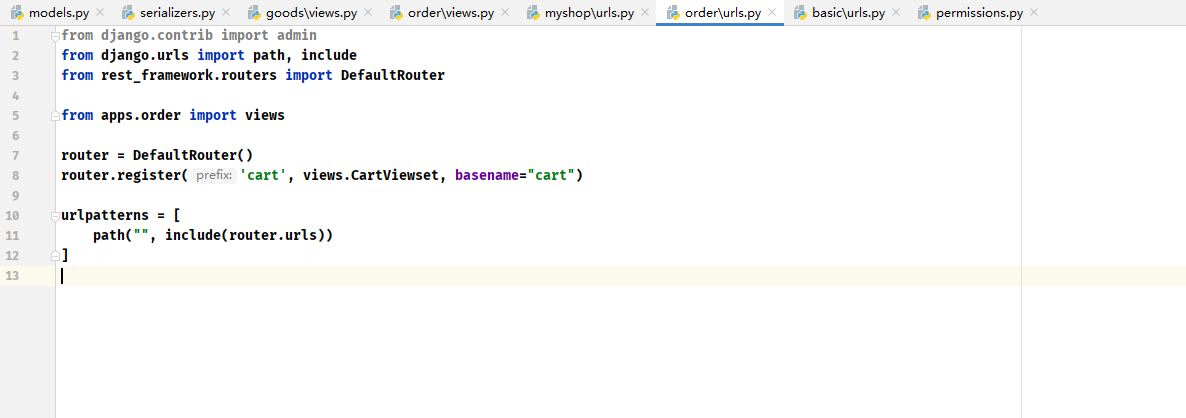 models.py serializers.py goods\views.py order\views.py myshop\urls.py order\urls.py basic\urls.py permissions.py
1 from django.contrib import admin
2 from django.urls import path, include
3 from rest_framework.routers import DefaultRouter
4
5 from apps.order import views
6
7 router = DefaultRouter()
8 router.register( prefix: 'cart', views.CartViewset, basename="cart")
9
10 urlpatterns = [
11     path("", include(router.urls))
12 ]
13